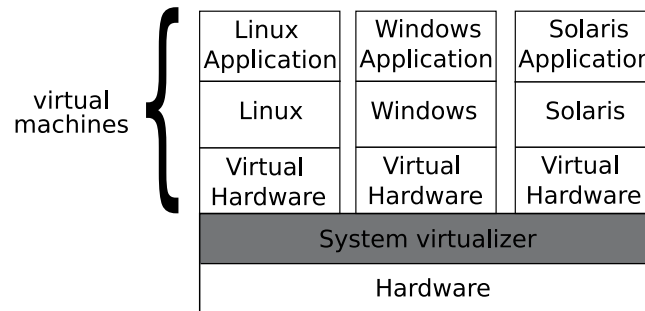 virtual
machines
Linux
Application
Windows
Application
Solaris
Application
Linux
Windows
Solaris
Virtual
Hardware
Virtual
Hardware
Virtual
Hardware
System virtualizer
Hardware